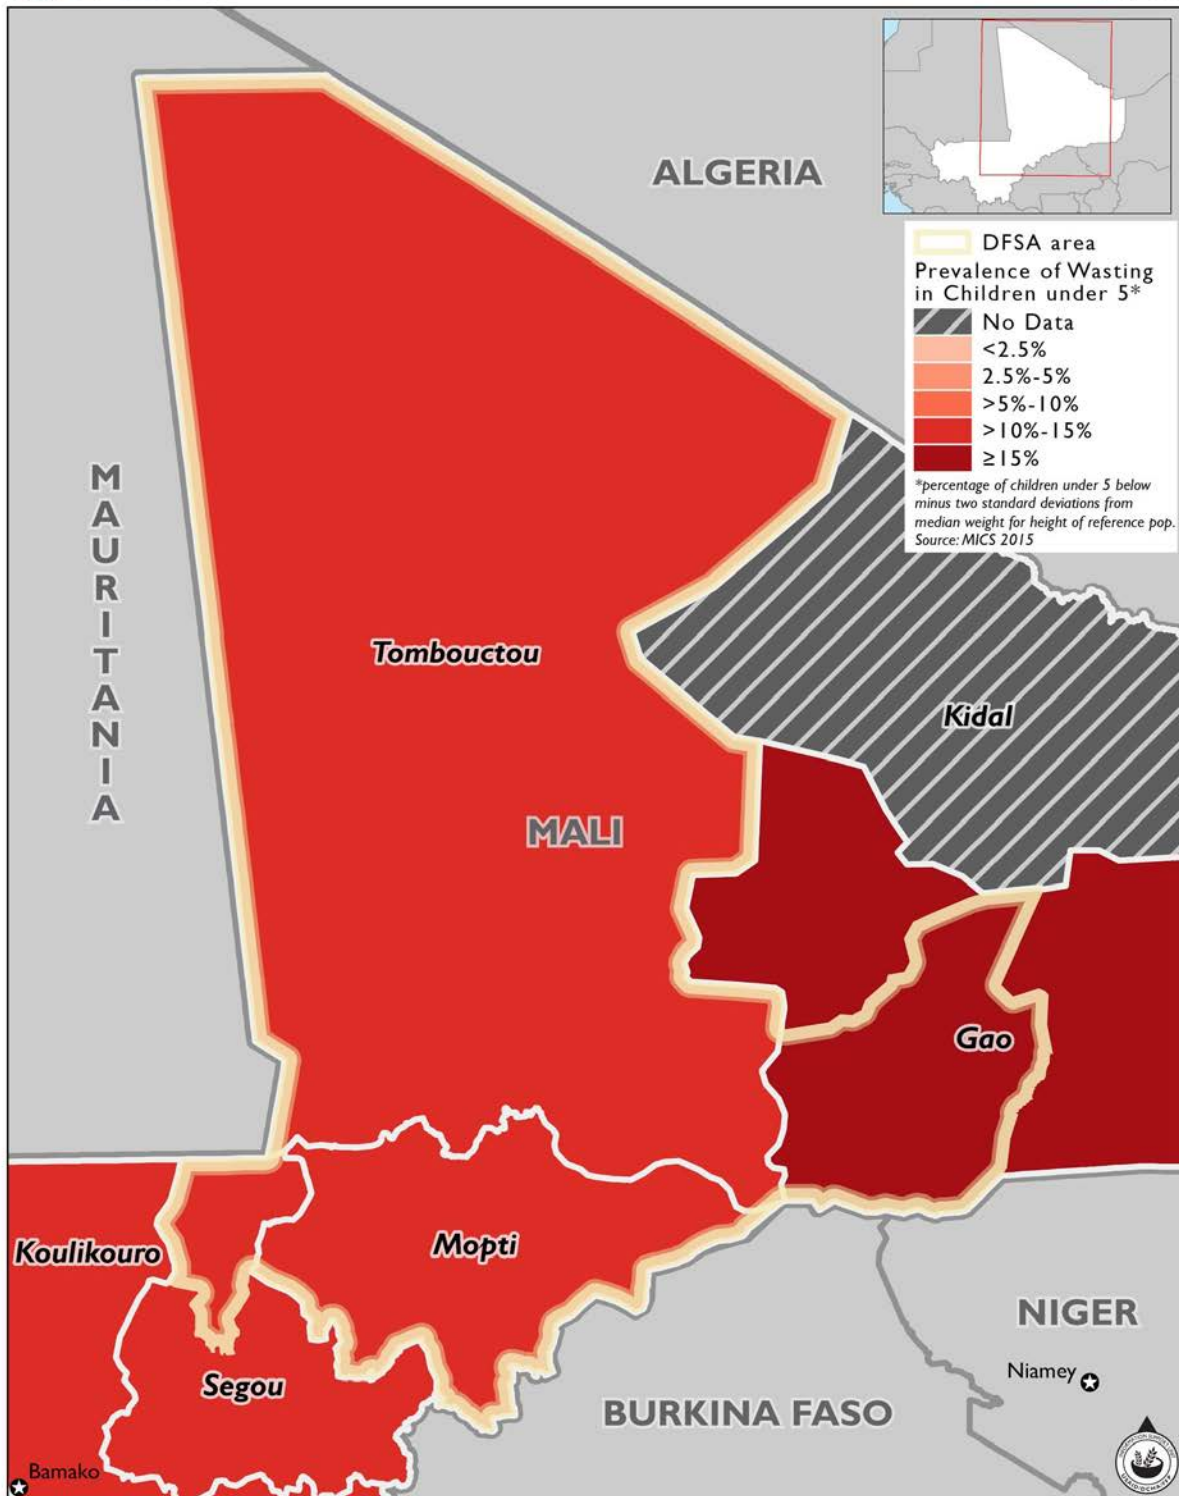 ALGERIA
DFSA area
Prevalence of Wasting
in Children under 5*
No Data
<2.5%
2.5%-5%
>5%-10%
>10%-15%
≥15%
*percentage of children under 5 below
minus two standard deviations from
median weight for height of reference pop.
Source: MICS 2015
MAURITANIA
Tombouctou
Kidal
MALI
Gao
Koulikouro
Mopti
NIGER
Niamey
Segou
BURKINA FASO
Bamako